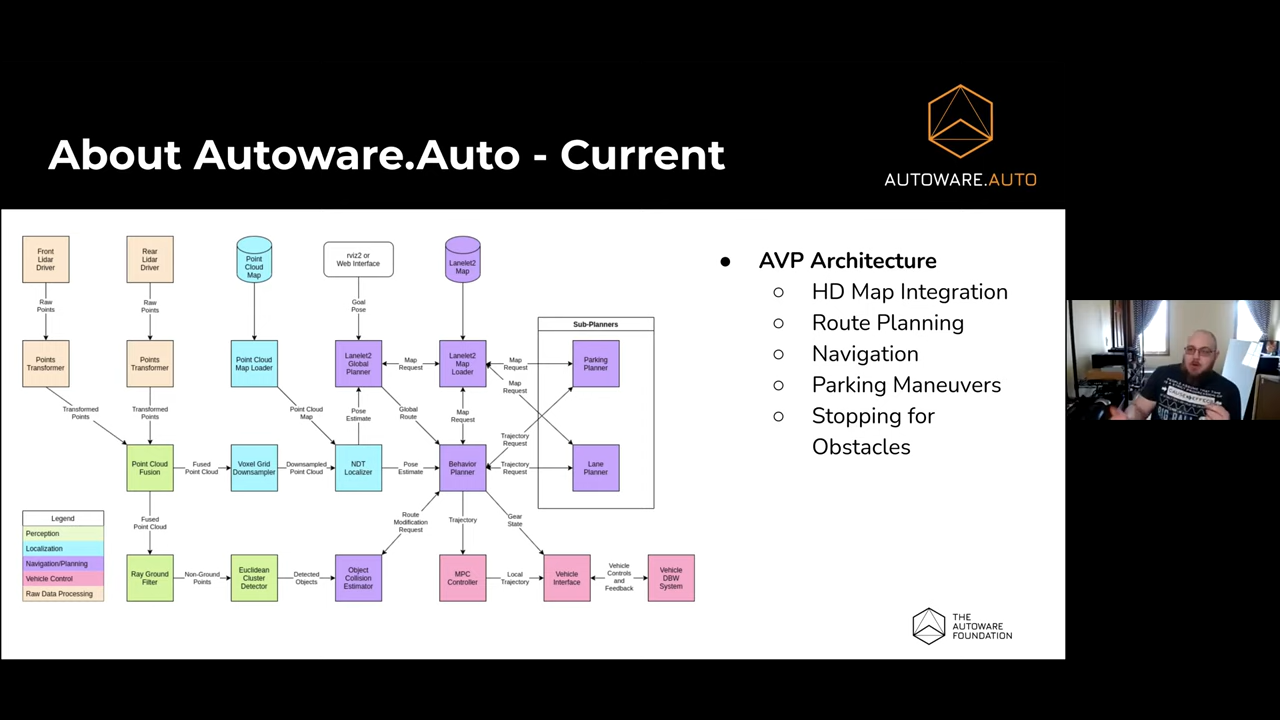 About Autoware.Auto - Current
AUTOWARE.AUTO
Front
Lidar
Driver
Rear
Lidar
Driver
Point
Cloud
Map
rviz2 or
Web Interface
Lanelet2
Map
Raw
Points
Raw
Points
Goal
Pose
Sub-Planners
Points
Transformer
Points
Transformer
Point Cloud
Map Loader
Lanelet2
Global
Planner
Map
Request
Lanelet2
Map
Loader
Map
Request
Parking
Planner
Map
Request
Transformed
Points
Transformed
Points
Point Cloud
Map
Pose
Estimate
Global
Route
Map
Request
Trajectory
Request
Point Cloud
Fusion
Fused
Point Cloud
Voxel Grid
Downsampler
Downsampled
Point Cloud
NDT
Localizer
Pose
Estimate
Behavior
Planner
Trajectory
Request
Lane
Planner
Fused
Point Cloud
Route
Modification
Request
Trajectory
Gear
State
Legend
Perception
Localization
Navigation/Planning
Vehicle Control
Raw Data Processing
Ray Ground
Filter
Non-Ground
Points
Euclidean
Cluster
Detector
Detected
Objects
Object
Collision
Estimator
MPC
Controller
Local
Trajectory
Vehicle
Interface
Vehicle
Controls
and
Feedback
Vehicle
DBW
System
● AVP Architecture
○ HD Map Integration
○ Route Planning
○ Navigation
○ Parking Maneuvers
○ Stopping for
Obstacles
THE
AUTOWARE
FOUNDATION